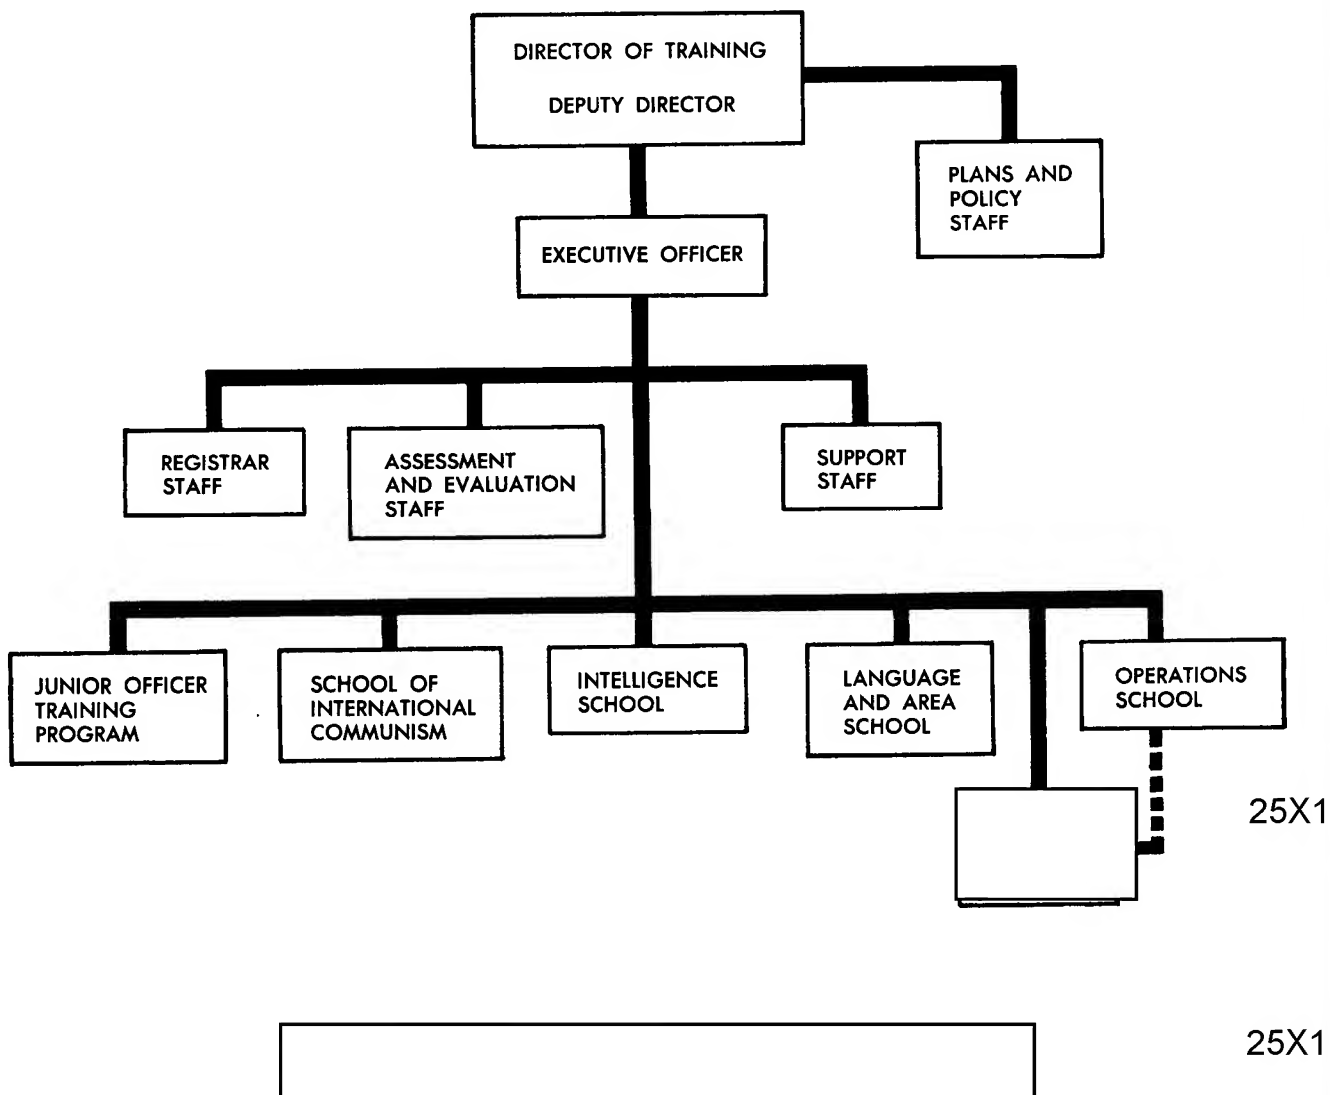 DIRECTOR OF TRAINING
DEPUTY DIRECTOR
PLANS AND
POLICY
STAFF
EXECUTIVE OFFICER
REGISTRAR
STAFF
ASSESSMENT
AND EVALUATION
STAFF
SUPPORT
STAFF
JUNIOR OFFICER
TRAINING
PROGRAM
SCHOOL OF
INTERNATIONAL
COMMUNISM
INTELLIGENCE
SCHOOL
LANGUAGE
AND AREA
SCHOOL
OPERATIONS
SCHOOL
25X1
25X1